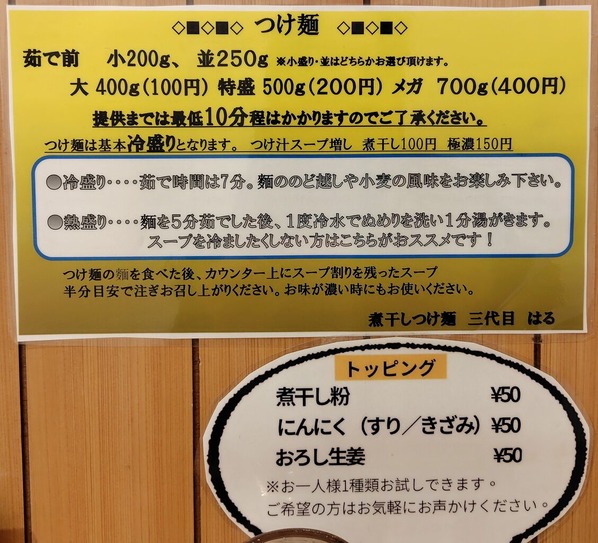 ◇■◇■◇ つけ麺 ◇■◇■◇
茹で前 小200g、 並250g ※小盛り・並はどちらかお選び頂けます。
大 400g(100円) 特盛 500g(200円) メガ 700g(400円)
提供までは最低10分程はかかりますのでご了承ください。
つけ麺は基本冷盛りとなります。 つけ汁スープ増し 煮干し100円 極濃150円
●冷盛り‥‥茹で時間は7分。麺ののど越しや小麦の風味をお楽しみ下さい。
●熱盛り‥‥麺を5分茹でした後、1度冷水でぬめりを洗い1分湯がきます。
スープを冷ましたくしない方はこちらがおススメです！
つけ麺の麺を食べた後、カウンター上にスープ割りを残ったスープ
半分目安で注ぎお召し上がりください。お味が濃い時にもお使いください。
煮干しつけ麺 三代目 はる
トッピング
煮干し粉 ¥50
にんにく（すり／きざみ）¥50
おろし生姜 ¥50
※お一人様1種類お試しできます。
ご希望の方はお気軽にお声かけください。